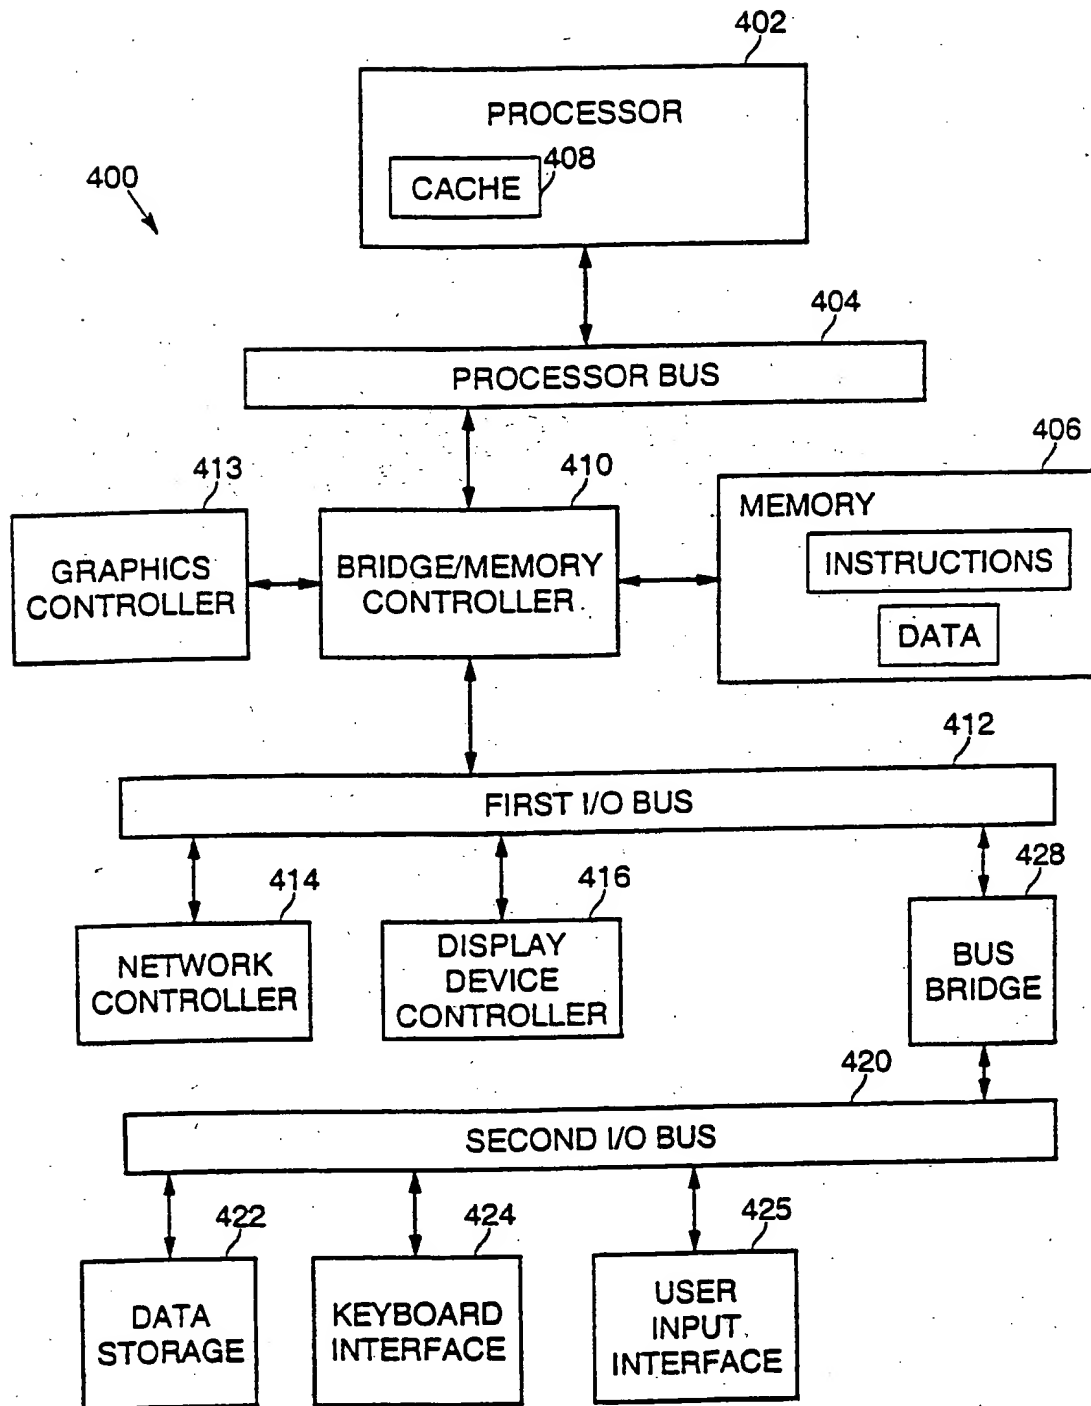 402
PROCESSOR
408
CACHE
400
404
PROCESSOR BUS
413
410
406
GRAPHICS
CONTROLLER
BRIDGE/MEMORY
CONTROLLER
MEMORY
INSTRUCTIONS
DATA
412
FIRST I/O BUS
414
416
428
NETWORK
CONTROLLER
DISPLAY
DEVICE
CONTROLLER
BUS
BRIDGE
420
SECOND I/O BUS
422
424
425
DATA
STORAGE
KEYBOARD
INTERFACE
USER
INPUT
INTERFACE